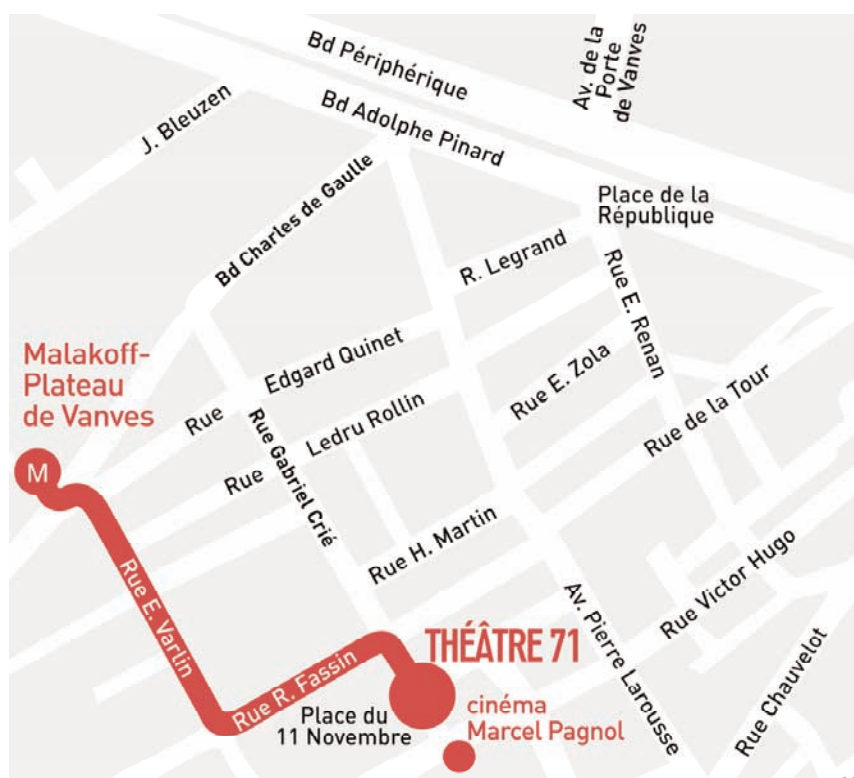 Bd Périphérique
Av. de la
Porte
de Vanves
Bd Adolphe Pinard
J. Bleuzen
Bd Charles de Gaulle
Place de la
République
R. Legrand
Rue E. Renan
Malakoff-
Plateau
de Vanves
Rue Edgard Quinet
Rue E. Zola
Rue de la Tour
Rue Ledru Rollin
Rue Gabriel Crié
M
Rue H. Martin
Rue Victor Hugo
Rue E. Varlin
Av. Pierre Larousse
Rue Chauvelot
THÉÂTRE 71
Rue R. Fassin
Place du
11 Novembre
cinéma
Marcel Pagnol